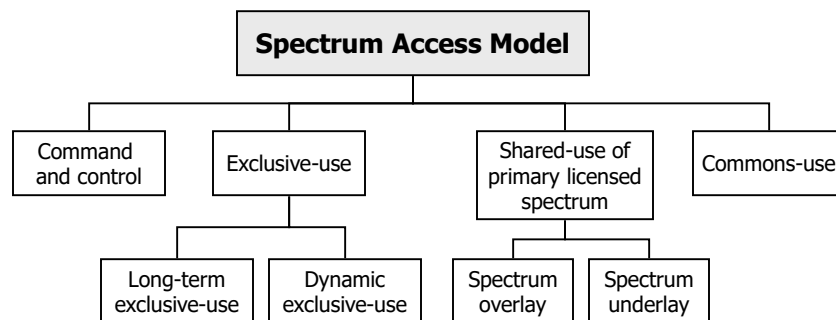 Spectrum Access Model
Command
and control
Exclusive-use
Shared-use of
primary licensed
spectrum
Commons-use
Long-term
exclusive-use
Dynamic
exclusive-use
Spectrum
overlay
Spectrum
underlay